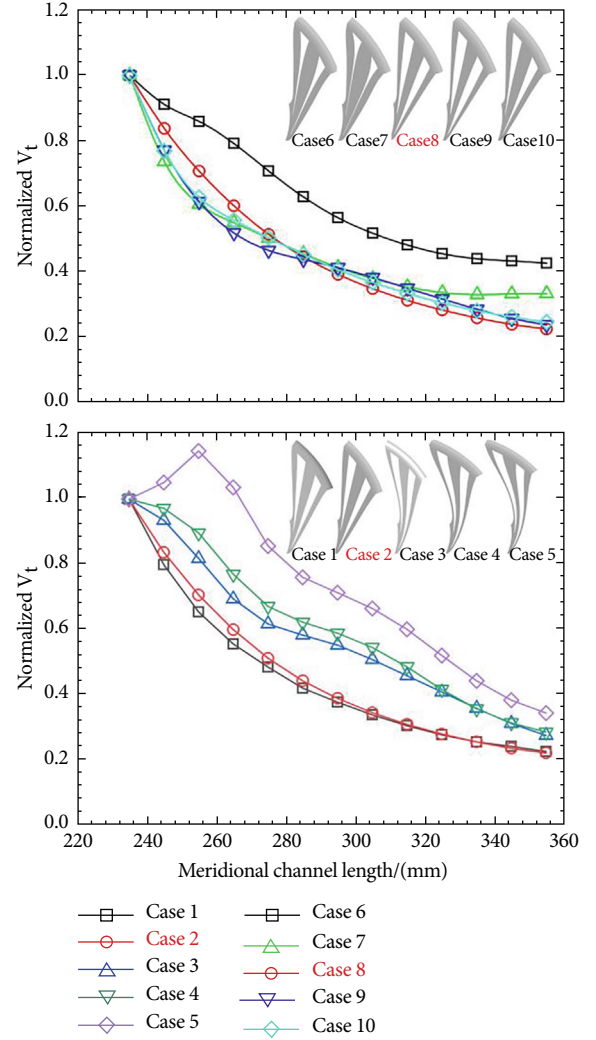 1.2
1.0
0.8
0.6
0.4
0.2
0.0
Normalized Vt
Case6 Case7 Case8 Case9 Case10
1.2
1.0
0.8
0.6
0.4
0.2
0.0
Normalized Vt
Case 1 Case 2 Case 3 Case 4 Case 5
220 240 260 280 300 320 340 360
Meridional channel length/(mm)
Case 1 Case 6
Case 2 Case 7
Case 3 Case 8
Case 4 Case 9
Case 5 Case 10